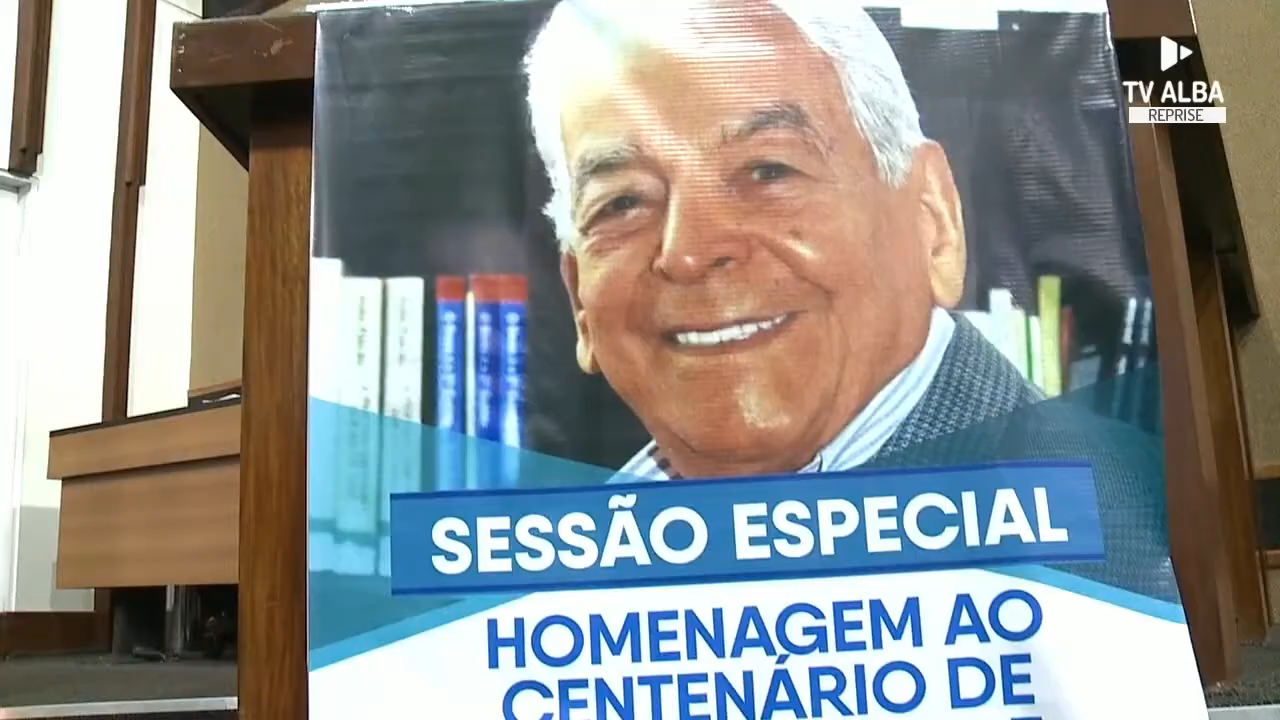 TV ALBA
REPRISE
SESSÃO ESPECIAL
HOMENAGEM AO
CENTENÁRIO DE